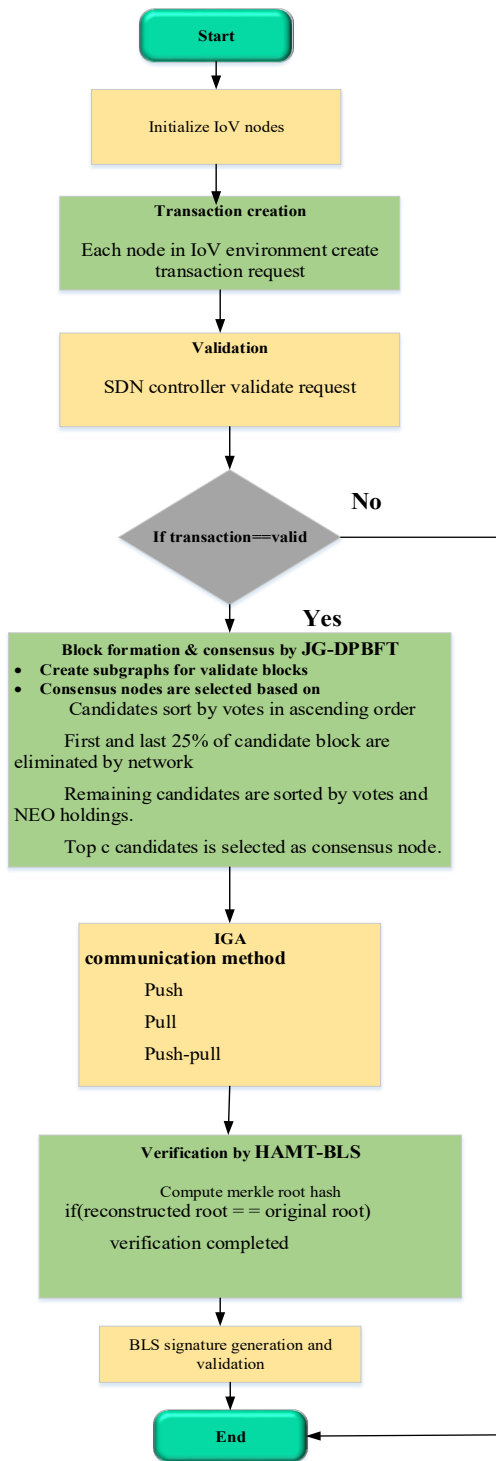 Start
Initialize IoV nodes
Transaction creation
Each node in IoV environment create
transaction request
Validation
SDN controller validate request
If transaction==valid
No
Yes
Block formation & consensus by JG-DPBFT
• Create subgraphs for validate blocks
• Consensus nodes are selected based on
Candidates sort by votes in ascending order
First and last 25% of candidate block are
eliminated by network
Remaining candidates are sorted by votes and
NEO holdings.
Top c candidates is selected as consensus node.
IGA
communication method
Push
Pull
Push-pull
Verification by HAMT-BLS
Compute merkle root hash
if(reconstructed root = = original root)
verification completed
BLS signature generation and
validation
End